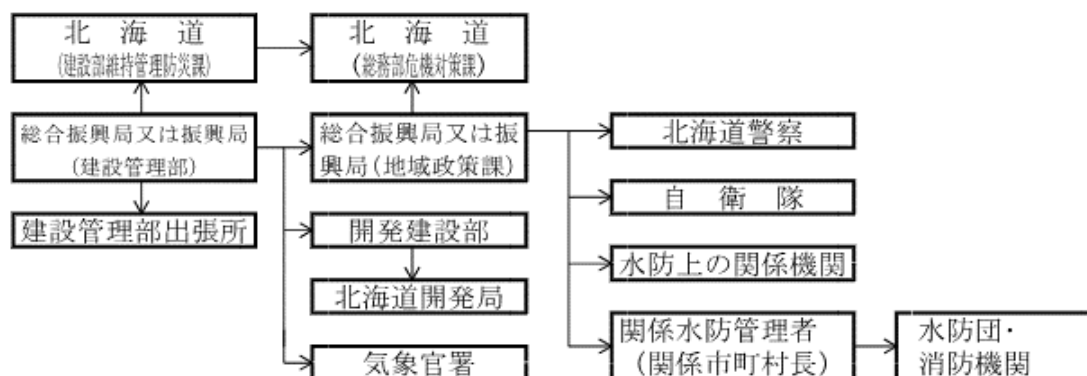 北海道
(建設部維持管理防災課)
北海道
(総務部危機対策課)
総合振興局又は振興局
(建設管理部)
総合振興局又は振
興局(地域政策課)
北海道警察
自衛隊
建設管理部出張所
開発建設部
水防上の関係機関
北海道開発局
関係水防管理者
(関係市町村長)
水防団・
消防機関
気象官署